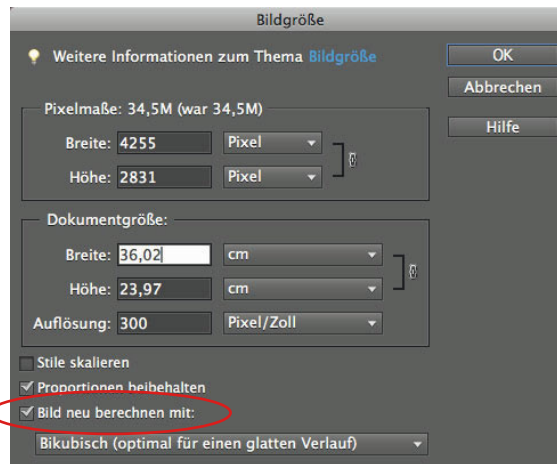 Bildgröße
Weitere Informationen zum Thema Bildgröße
OK
Abbrechen
Hilfe
Pixelmaße: 34,5M (war 34,5M)
Breite: 4255 Pixel
Höhe: 2831 Pixel
Dokumentgröße:
Breite: 36,02 cm
Höhe: 23,97 cm
Auflösung: 300 Pixel/Zoll
Stile skalieren
Proportionen beibehalten
Bild neu berechnen mit:
Bikubisch (optimal für einen glatten Verlauf)